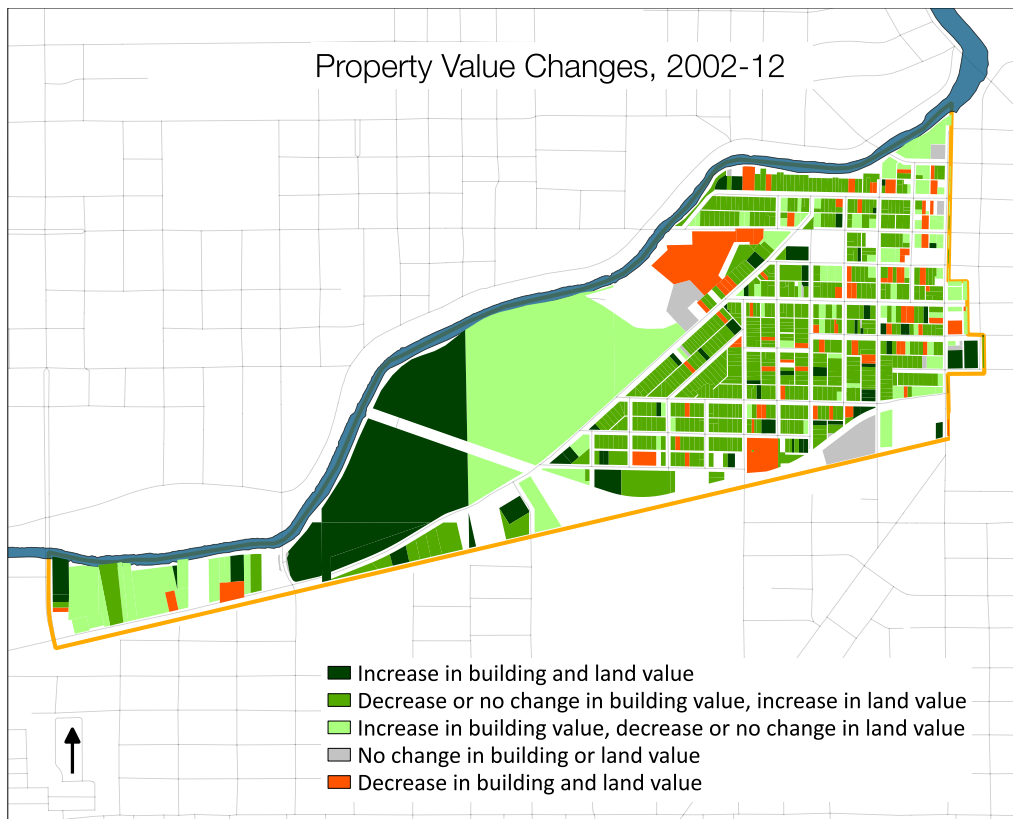 Property Value Changes, 2002-12
Increase in building and land value
Decrease or no change in building value, increase in land value
Increase in building value, decrease or no change in land value
No change in building or land value
Decrease in building and land value